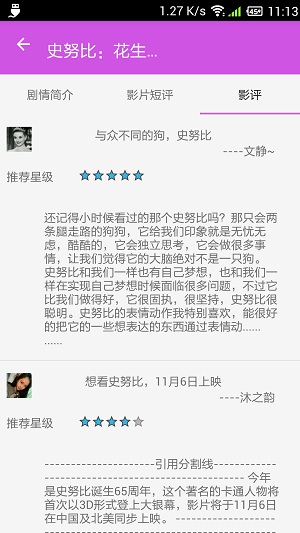 1.27 K/s 45% 11:13
史努比：花生...
剧情简介 影片短评 影评
与众不同的狗，史努比
----文静~
推荐星级
还记得小时候看过的那个史努比吗？那只会两
条腿走路的狗狗，它给我们印象就是无忧无
虑，酷酷的，它会独立思考，它会做很多事
情，让我们觉得它的大脑绝对不是一只狗。
史努比和我们一样也有自己梦想，也和我们一
样在实现自己梦想时候面临很多问题，不过它
比我们做得好，它很固执，很坚持，史努比很
聪明。史努比的表情动作我特别喜欢，能很好
的把它的一些想表达的东西通过表情动......
......
想看史努比，11月6日上映
----沐之韵
推荐星级
---------------------引用分割线------------
-------------------------------------- 今年
是史努比诞生65周年，这个著名的卡通人物将
首次以3D形式登上大银幕，影片将于11月6日
在中国及北美同步上映。-------------------